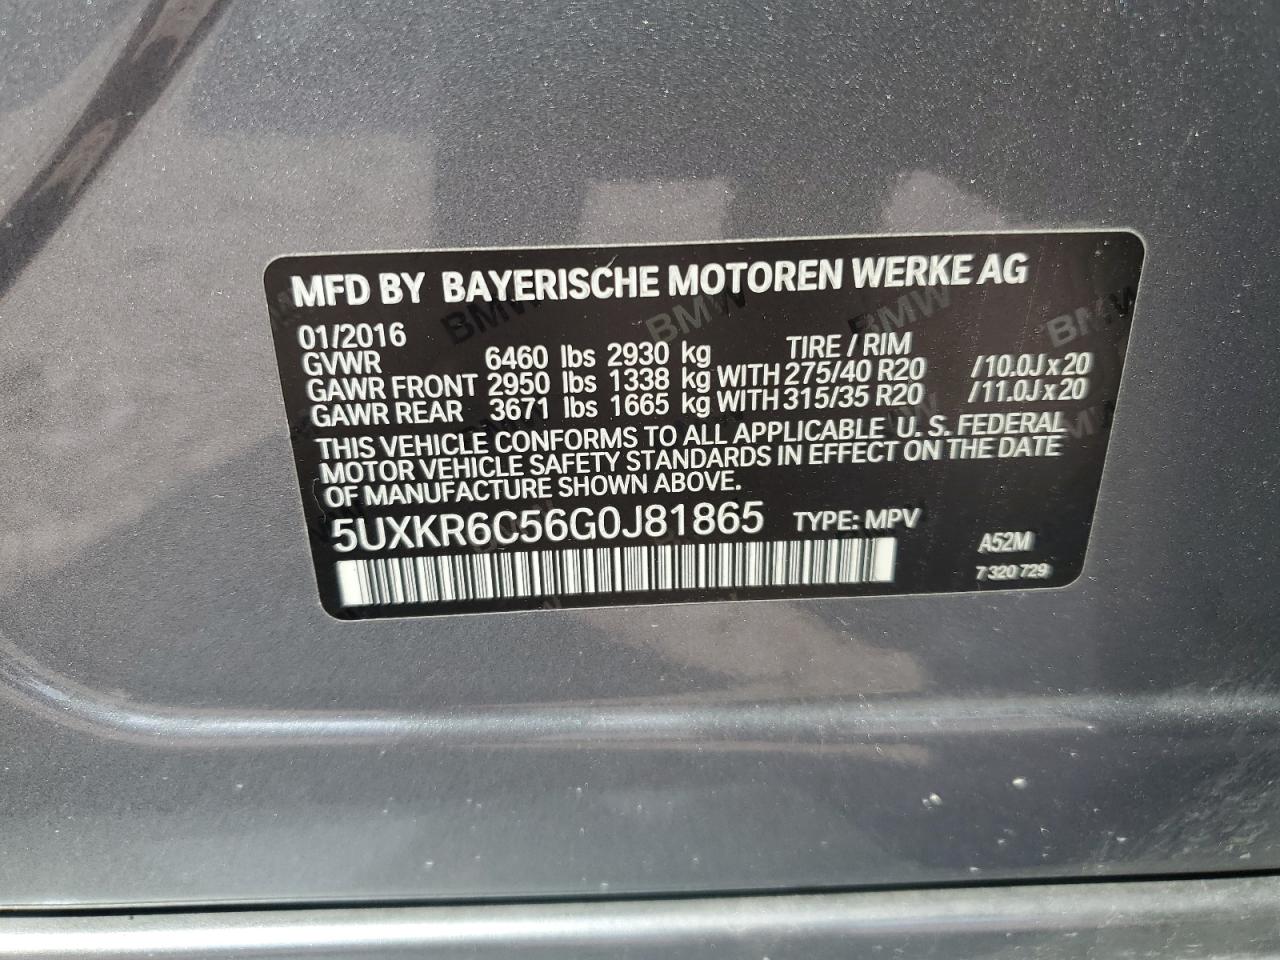 MFD BY BAYERISCHE MOTOREN WERKE AG
01/2016
GVWR 6460 lbs 2930 kg TIRE / RIM
GAWR FRONT 2950 lbs 1338 kg WITH 275/40 R20 /10.0J x 20
GAWR REAR 3671 lbs 1665 kg WITH 315/35 R20 /11.0J x 20
THIS VEHICLE CONFORMS TO ALL APPLICABLE U. S. FEDERAL
MOTOR VEHICLE SAFETY STANDARDS IN EFFECT ON THE DATE
OF MANUFACTURE SHOWN ABOVE.
5UXKR6C56G0J81865 TYPE: MPV
A52M
7 320 729